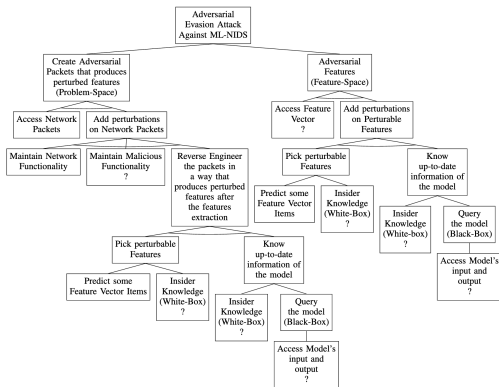 Adversarial
Evasion Attack
Against ML-NIDS
Create Adversarial
Packets that produces
perturbed features
(Problem-Space)
Adversarial
Features
(Feature-Space)
Access Network
Packets
Add perturbations
on Network Packets
Access Feature
Vector
?
Add perturbations
on Perturable
Features
Maintain Network
Functionality
Maintain Malicious
Functionality
?
Reverse Engineer
the packets in
a way that
produces perturbed
features after
the features
extraction
Pick perturbable
Features
Know
up-to-date
information of
the model
Predict some
Feature Vector
Items
Insider
Knowledge
(White-Box)
?
Insider
Knowledge
(White-box)
?
Query
the model
(Black-Box)
Access Model's
input and
output
?
Pick perturbable
Features
Know
up-to-date
information of
the model
Predict some
Feature Vector Items
Insider
Knowledge
(White-Box)
?
Insider
Knowledge
(White-Box)
?
Query
the model
(Black-Box)
Access Model's
input and
output
?